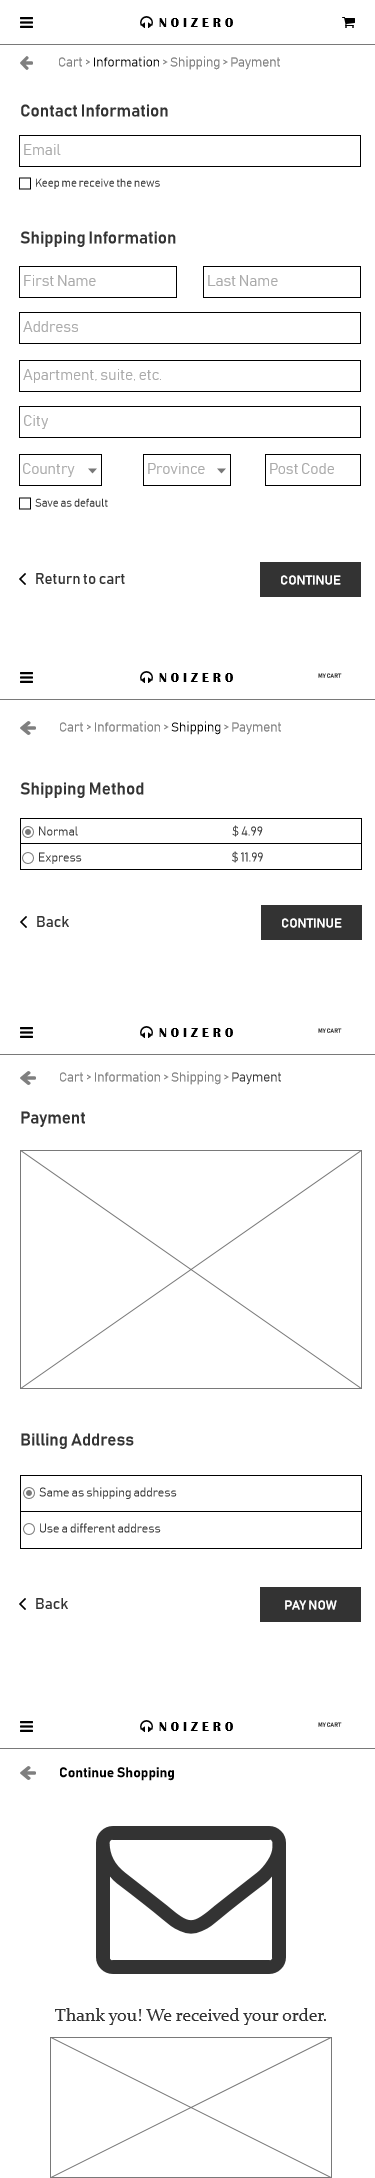 NOIZERO
Cart > Information > Shipping > Payment
Contact Information
Email
Keep me receive the news
Shipping Information
First Name Last Name
Address
Apartment, suite, etc.
City
Country Province Post Code
Save as default
Return to cart CONTINUE
NOIZERO MY CART
Cart > Information > Shipping > Payment
Shipping Method
Normal $ 4.99
Express $ 11.99
Back CONTINUE
NOIZERO MY CART
Cart > Information > Shipping > Payment
Payment
Billing Address
Same as shipping address
Use a different address
Back PAY NOW
NOIZERO MY CART
Continue Shopping
Thank you! We received your order.